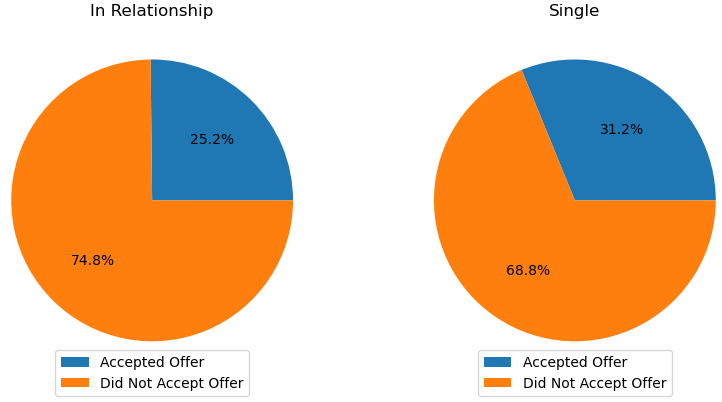 In Relationship
25.2%
74.8%
Accepted Offer
Did Not Accept Offer
Single
31.2%
68.8%
Accepted Offer
Did Not Accept Offer